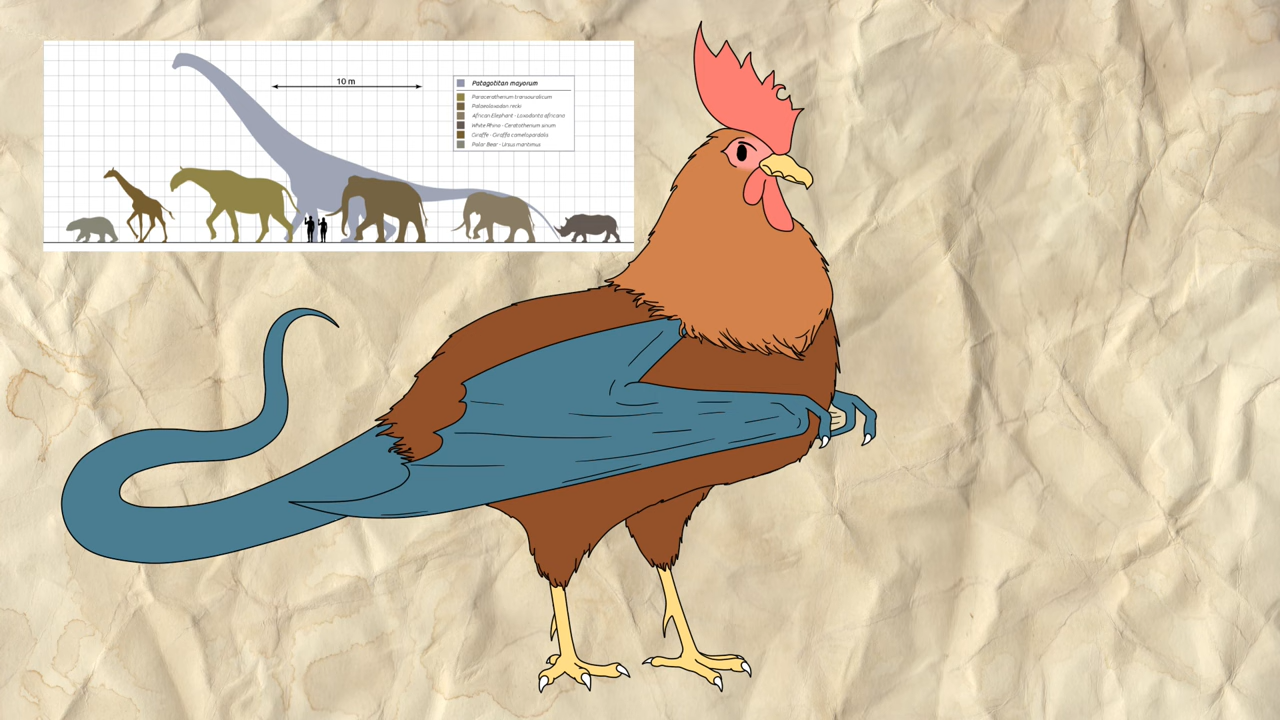 10 m
Patagotitan mayorum
Paraceratherium transouralicum
Palaeoloxodon recki
African Elephant - Loxodonta africana
White Rhino - Ceratotherium simum
Giraffe - Giraffa camelopardalis
Polar Bear - Ursus maritimus